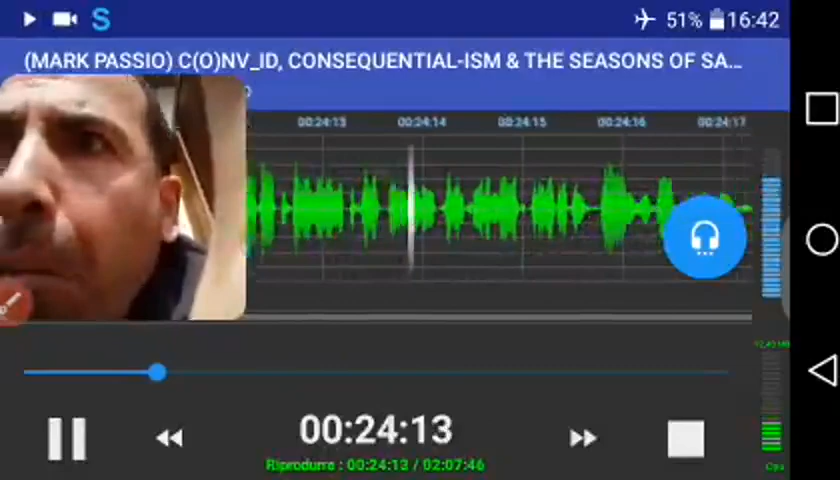 S 51% 16:42
(MARK PASSIO) C(O)NV_ID, CONSEQUENTIAL-ISM & THE SEASONS OF SA...
00:24:13 00:24:14 00:24:15 00:24:16 00:24:17
00:24:13
Riprodurre : 00:24:13 / 02:07:46
Cpu